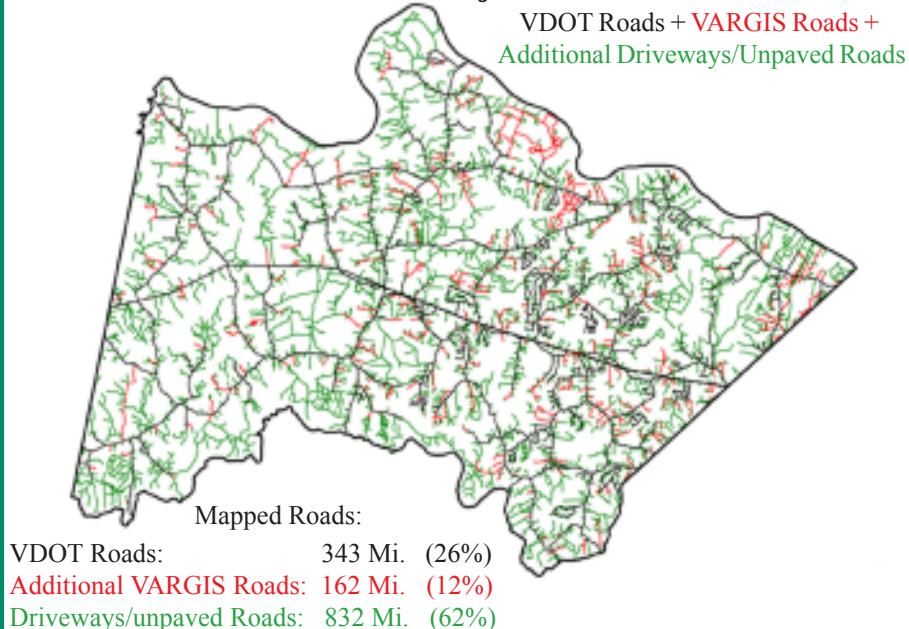 VDOT Roads + VARGIS Roads +
Additional Driveways/Unpaved Roads
Mapped Roads:
VDOT Roads: 343 Mi. (26%)
Additional VARGIS Roads: 162 Mi. (12%)
Driveways/unpaved Roads: 832 Mi. (62%)